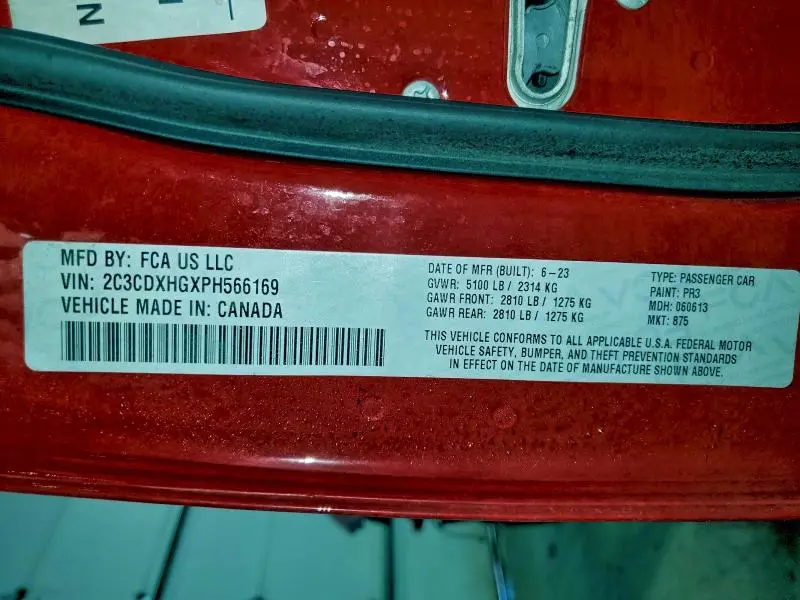 N
MFD BY: FCA US LLC
VIN: 2C3CDXHGXPH566169
VEHICLE MADE IN: CANADA
DATE OF MFR (BUILT): 6-23
GVWR: 5100 LB / 2314 KG
GAWR FRONT: 2810 LB / 1275 KG
GAWR REAR: 2810 LB / 1275 KG
TYPE: PASSENGER CAR
PAINT: PR3
MDH: 060613
MKT: 875
THIS VEHICLE CONFORMS TO ALL APPLICABLE U.S.A. FEDERAL MOTOR
VEHICLE SAFETY, BUMPER, AND THEFT PREVENTION STANDARDS
IN EFFECT ON THE DATE OF MANUFACTURE SHOWN ABOVE.